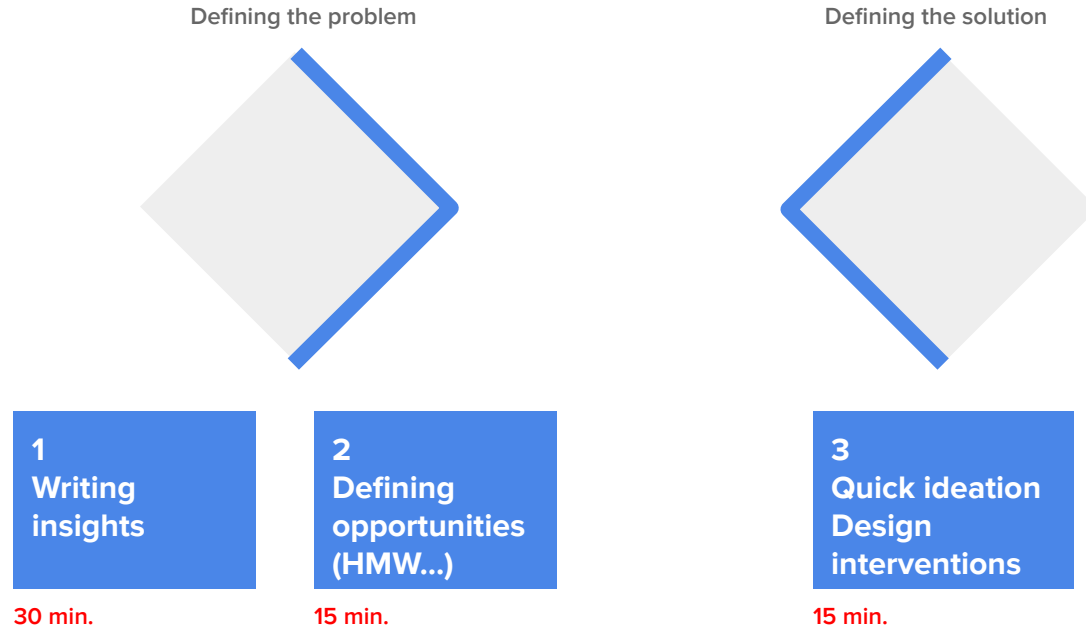 Defining the problem
Defining the solution
1
Writing
insights
2
Defining
opportunities
(HMW...)
3
Quick ideation
Design
interventions
30 min.
15 min.
15 min.